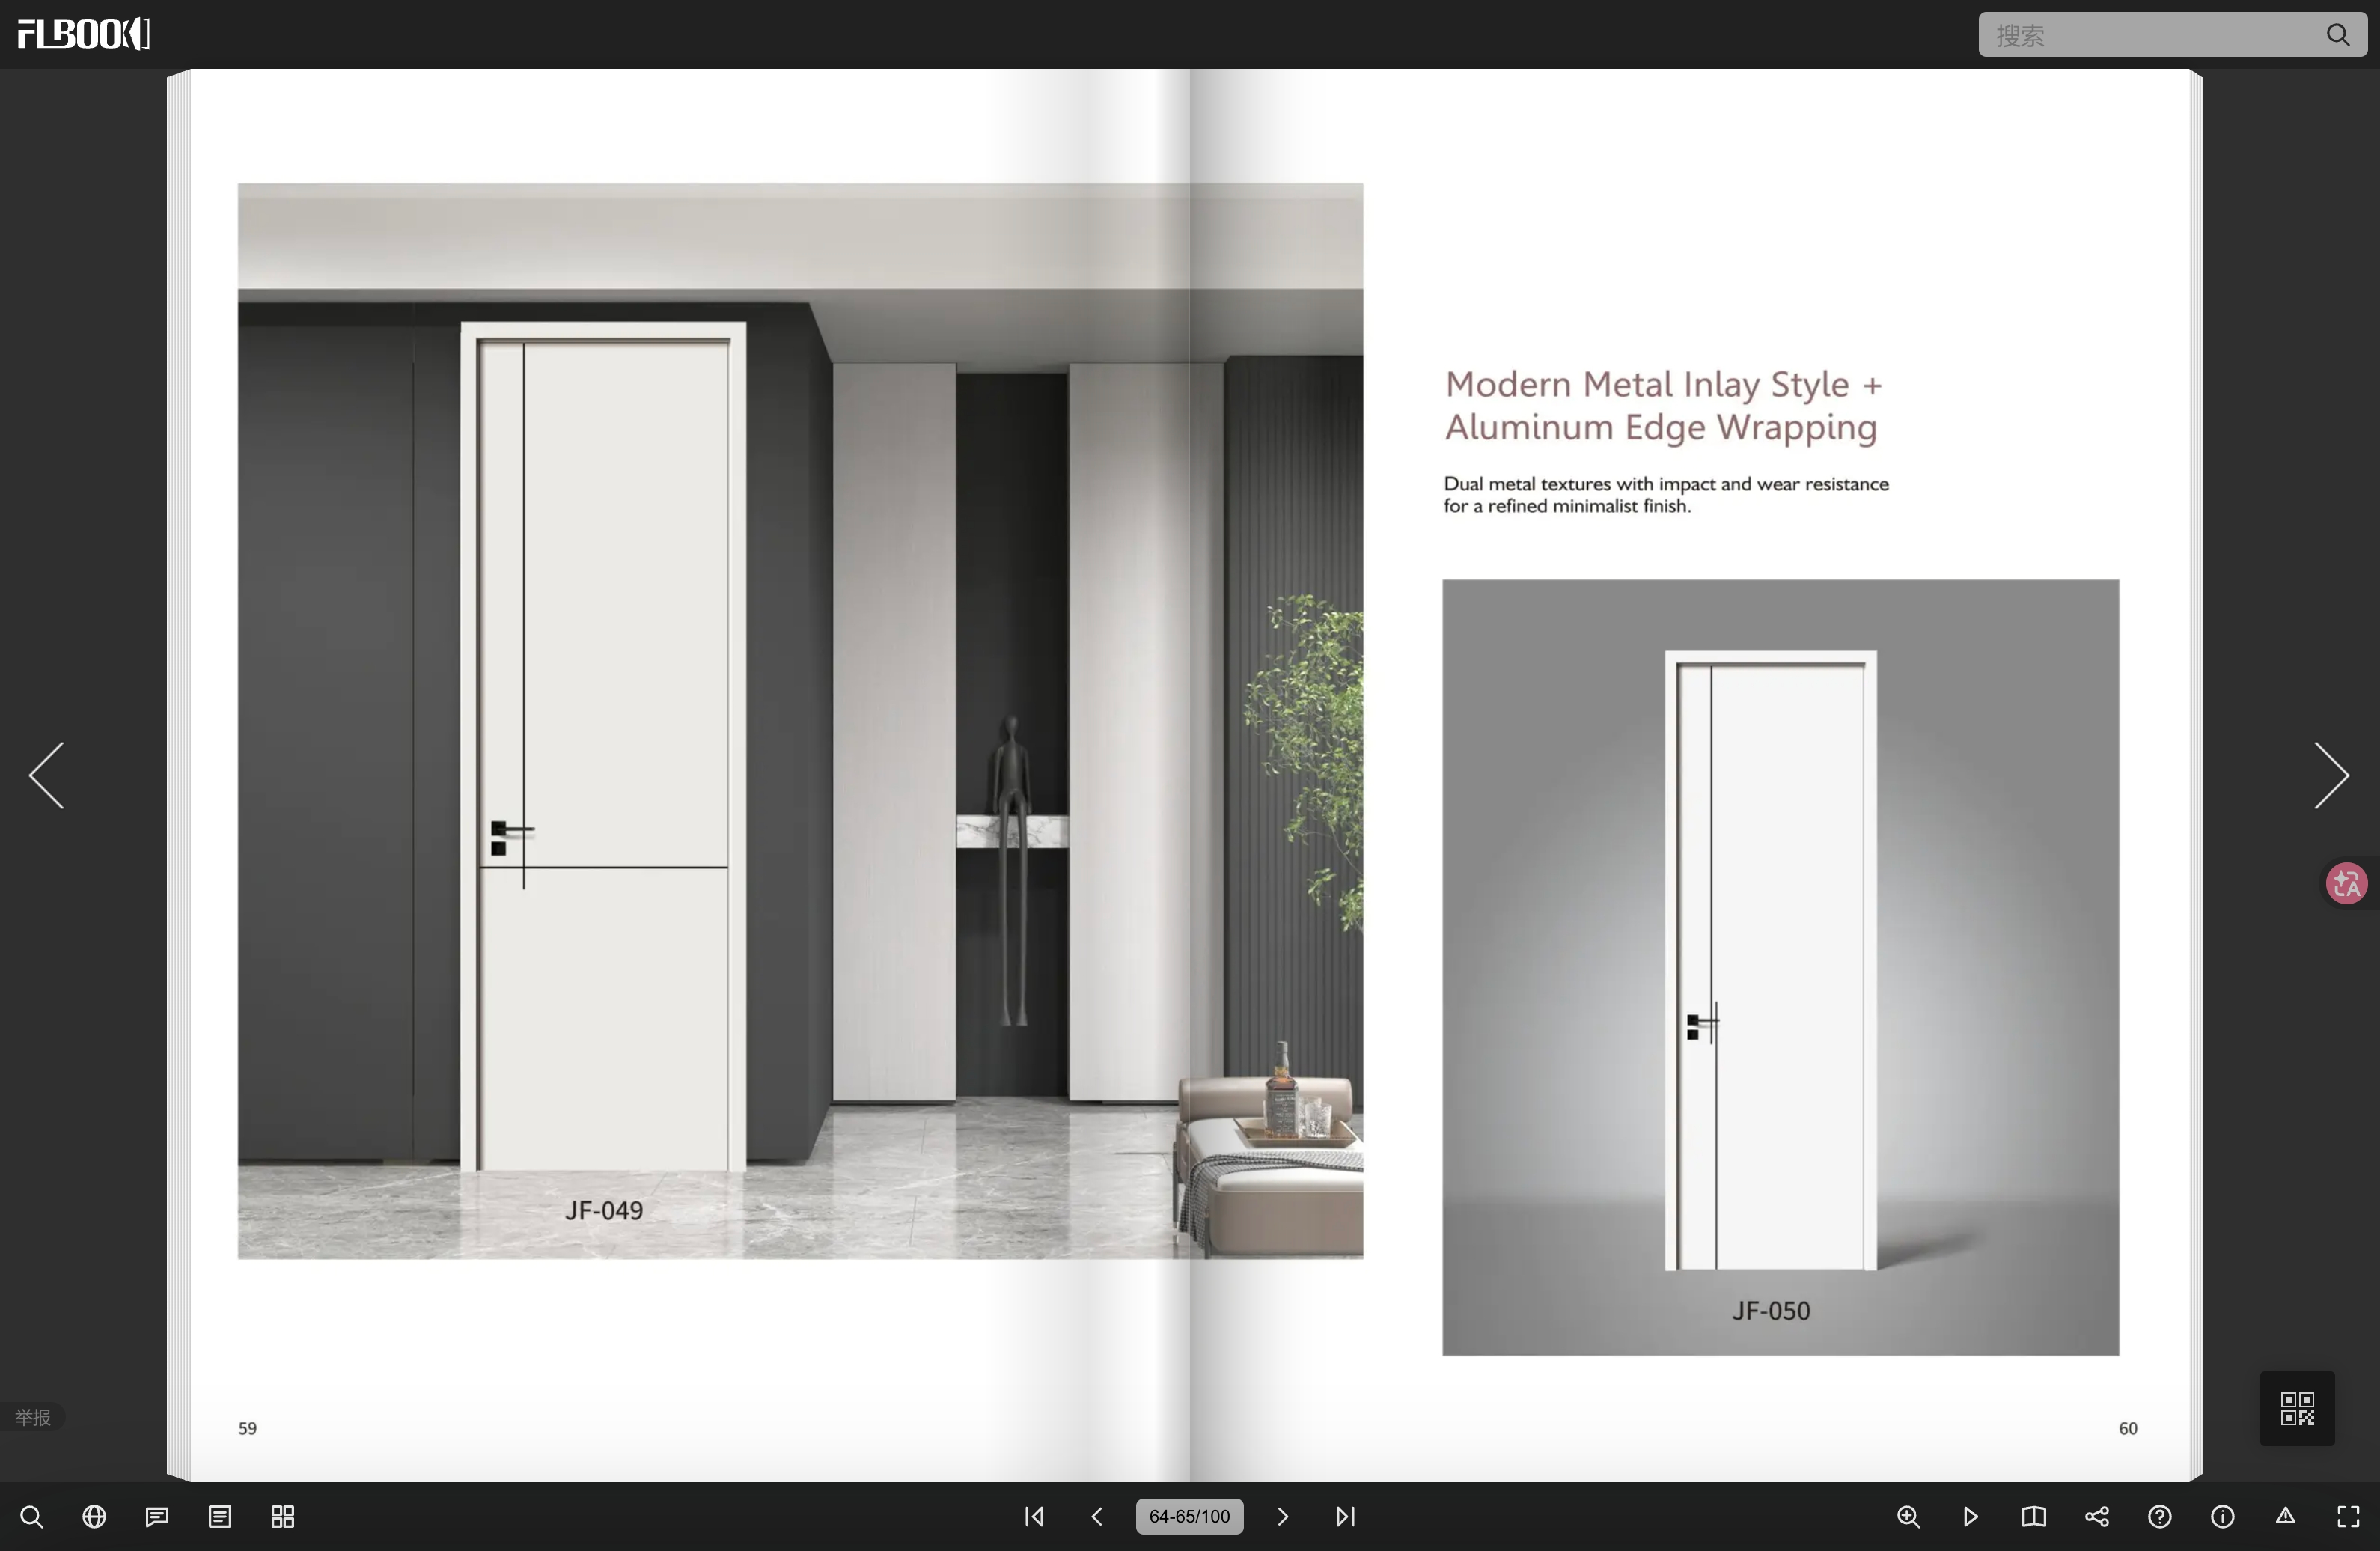 FLBOOK
搜索
JF-049
59
Modern Metal Inlay Style +
Aluminum Edge Wrapping
Dual metal textures with impact and wear resistance
for a refined minimalist finish.
JF-050
60
举报
64-65/100